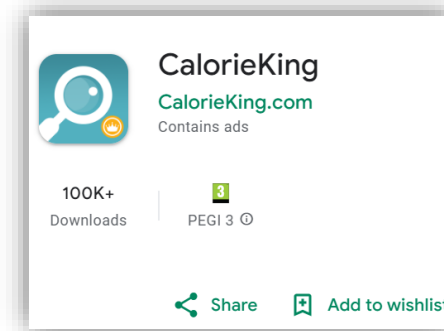 CalorieKing
CalorieKing.com
Contains ads
100K+
Downloads
3
PEGI 3
Share
Add to wishlist